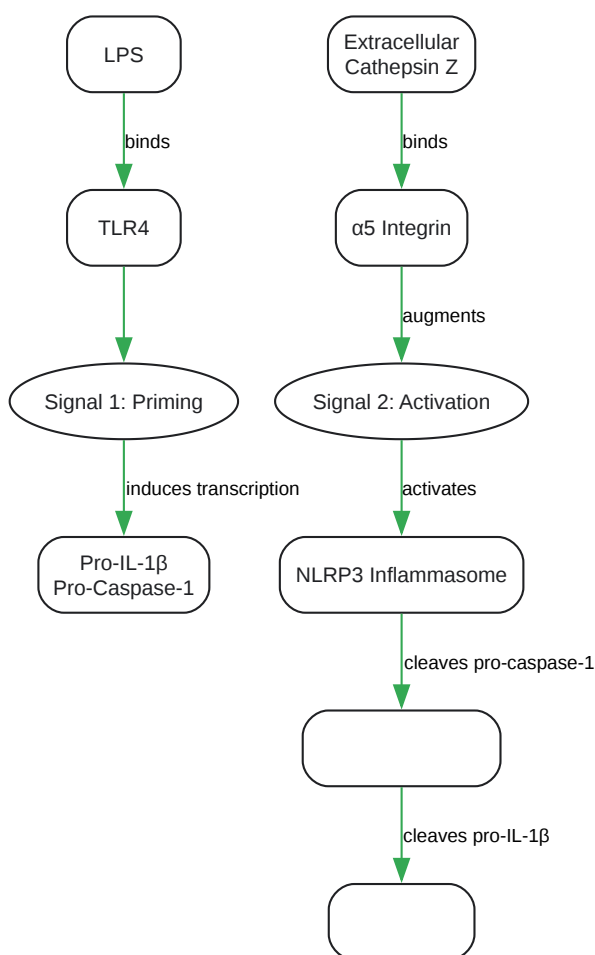 LPS
Extracellular
Cathepsin Z
binds
binds
TLR4
α5 Integrin
augments
Signal 1: Priming
Signal 2: Activation
induces transcription
activates
Pro-IL-1β
Pro-Caspase-1
NLRP3 Inflammasome
cleaves pro-caspase-1
cleaves pro-IL-1β